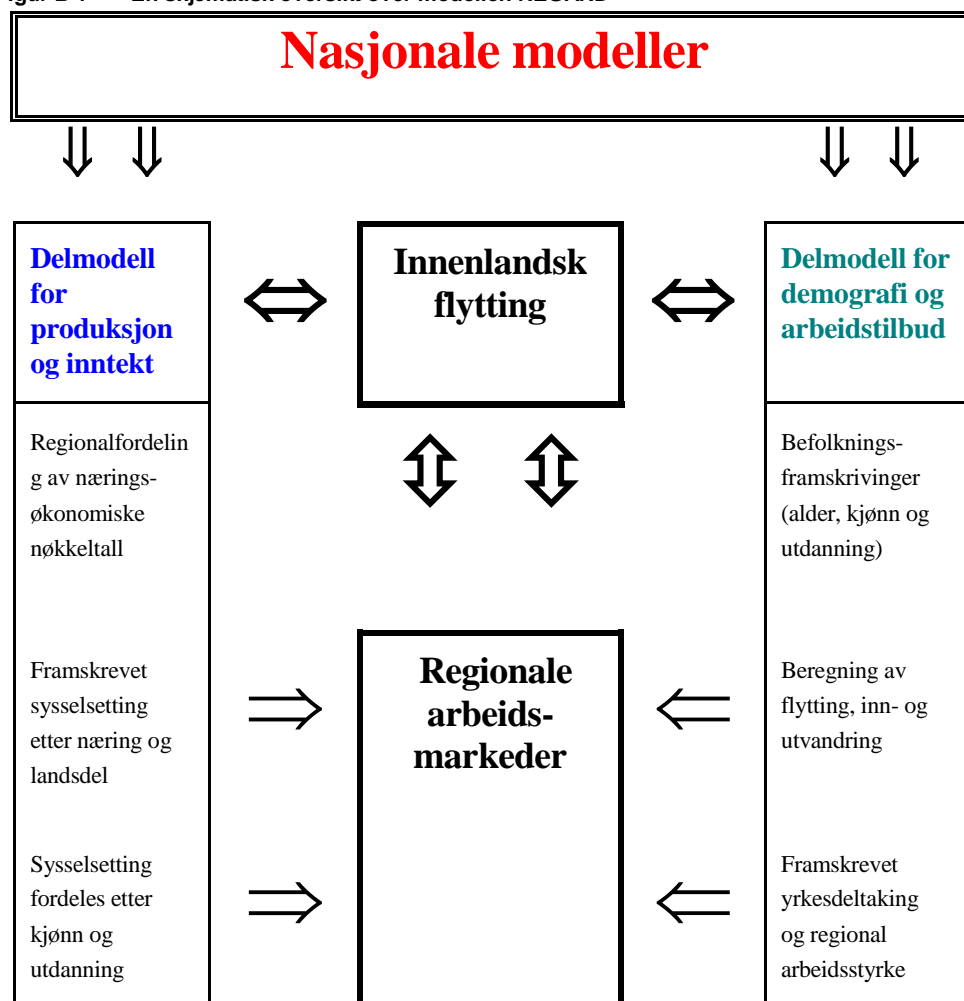 Nasjonale modeller
Delmodell
for
produksjon
og inntekt
Innenlandsk
flytting
Delmodell for
demografi og
arbeidstilbud
Regionalfordelin
g av nærings-
økonomiske
nøkkeltall
Befolknings-
framskrivinger
(alder, kjønn og
utdanning)
Framskrevet
sysselsetting
etter næring og
landsdel
Regionale
arbeids-
markeder
Beregning av
flytting, inn- og
utvandring
Sysselsetting
fordeles etter
kjønn og
utdanning
Framskrevet
yrkesdeltaking
og regional
arbeidsstyrke